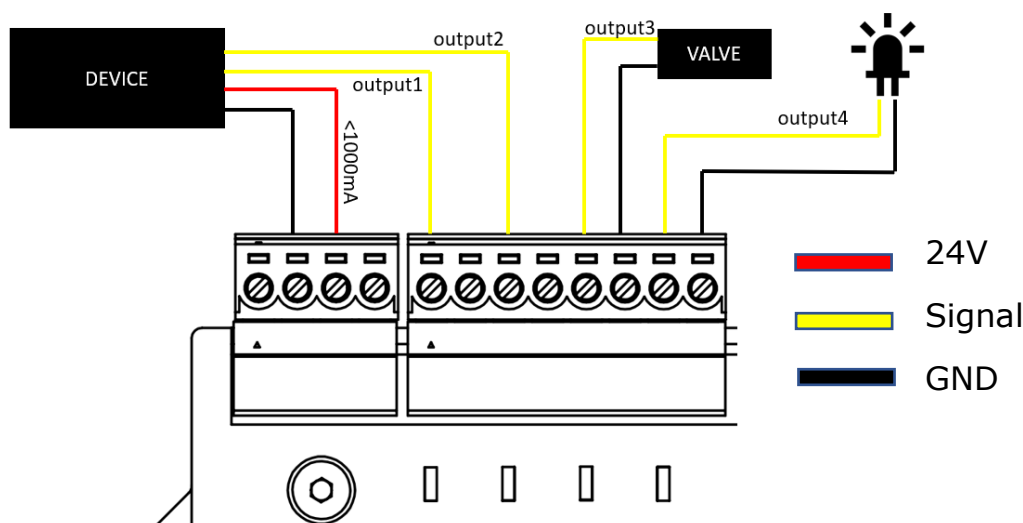 output2
output3
DEVICE
VALVE
output1
output4
<1000mA
24V
Signal
GND